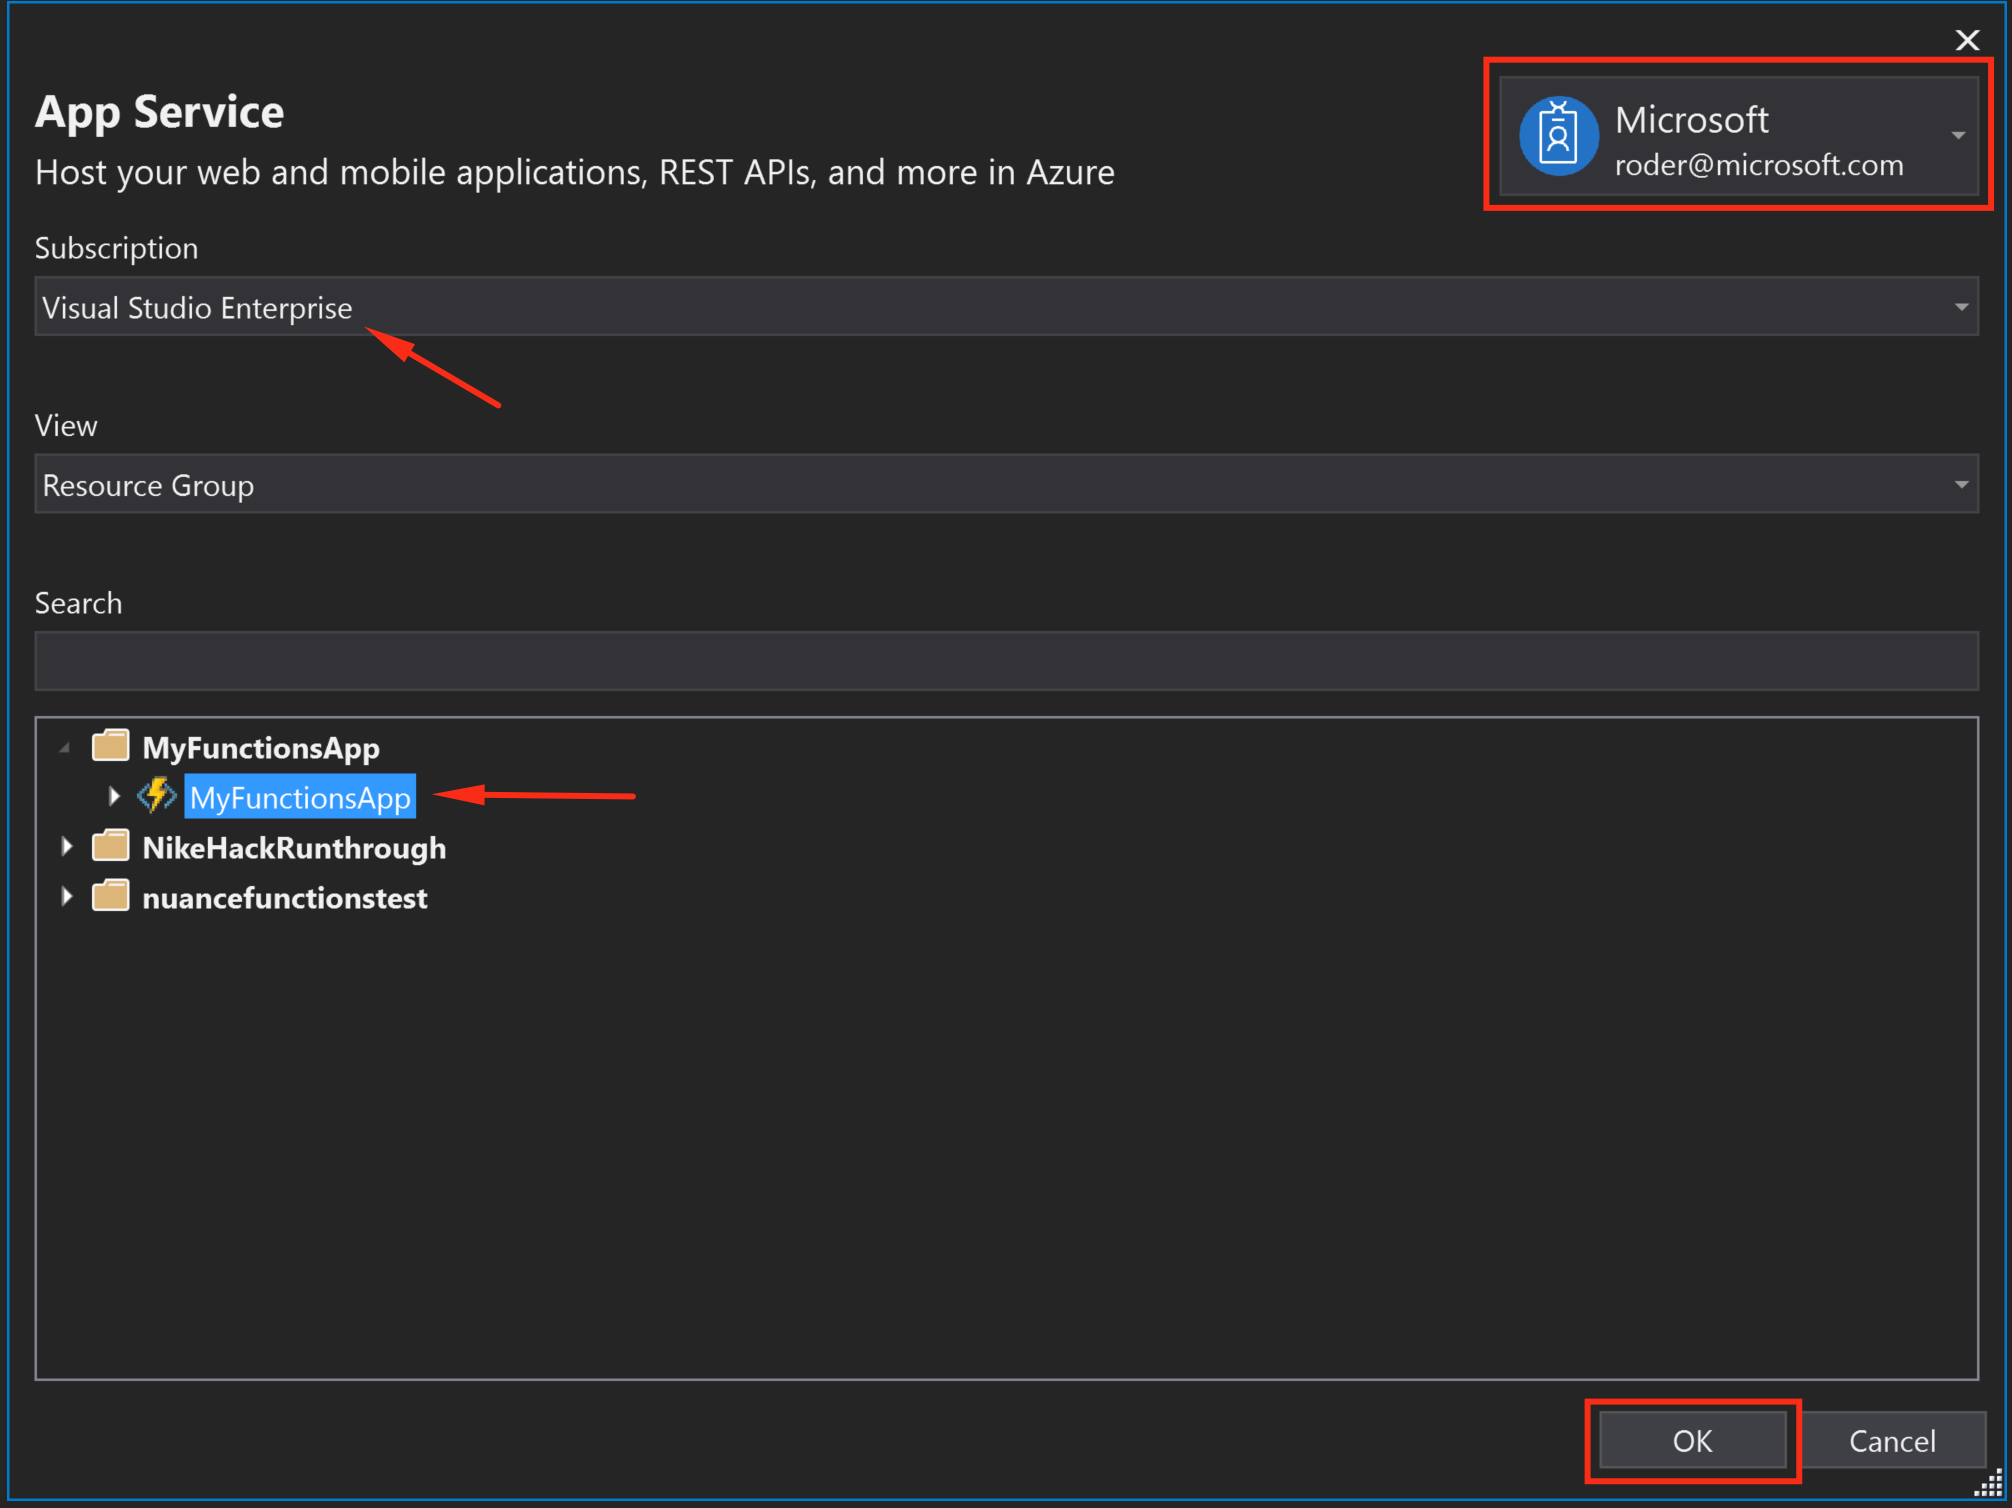 App Service
Host your web and mobile applications, REST APIs, and more in Azure
Microsoft
roder@microsoft.com
Subscription
Visual Studio Enterprise
View
Resource Group
Search
MyFunctionsApp
MyFunctionsApp
NikeHackRunthrough
nuancefunctionstest
OK
Cancel